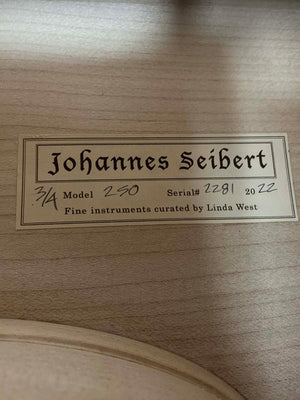 Johannes Seibert
3/4 Model 250 Serial# 2281 2022
Fine instruments curated by Linda West